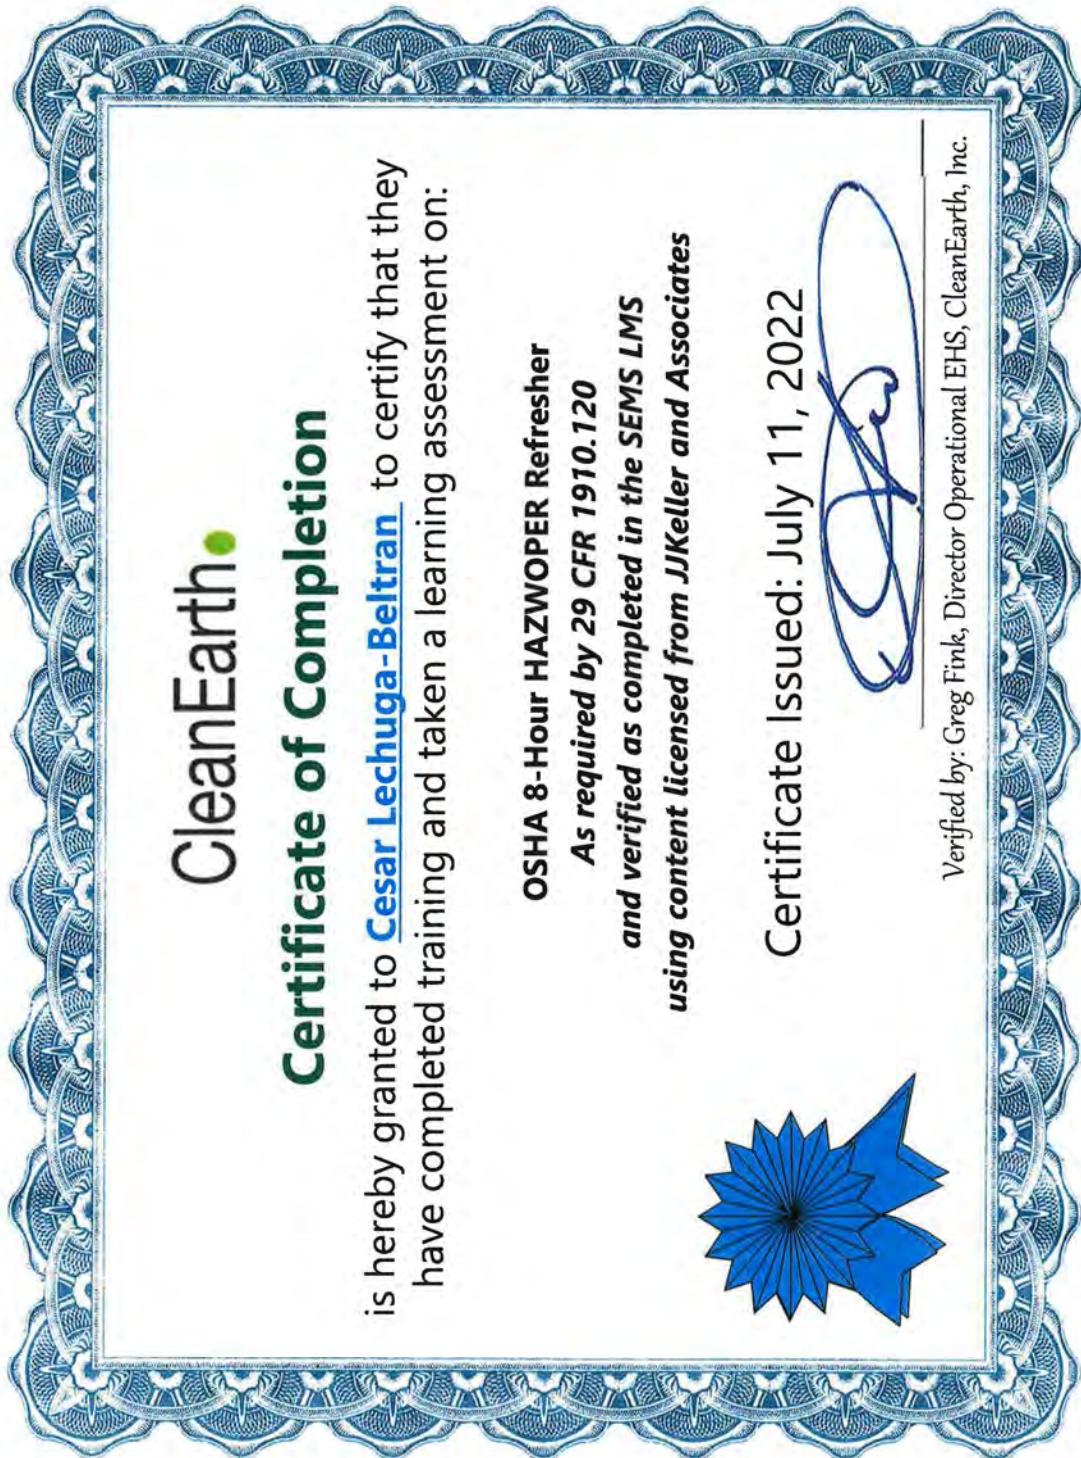 CleanEarth
Certificate of Completion
is hereby granted to Cesar Lechuga-Beltran to certify that they
have completed training and taken a learning assessment on:
OSHA 8-Hour HAZWOPER Refresher
As required by 29 CFR 1910.120
and verified as completed in the SEMS LMS
using content licensed from JJKeller and Associates
Certificate Issued: July 11, 2022
Verified by: Greg Fink, Director Operational EHS, CleanEarth, Inc.